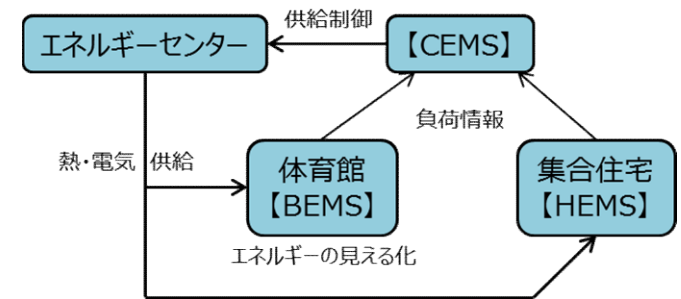 供給制御
エネルギーセンター
【CEMS】
負荷情報
熱・電気 供給
体育館
【BEMS】
集合住宅
【HEMS】
エネルギーの見える化